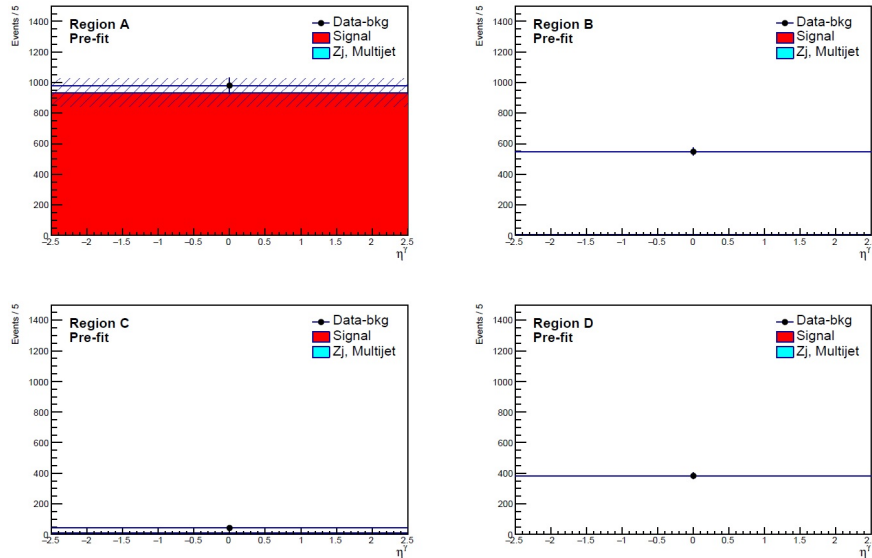 Events / 5
1400
1200
1000
800
600
400
200
0
−2.5 −2 −1.5 −1 −0.5 0 0.5 1 1.5 2 2.5
η^γ
Region A
Pre-fit
Data-bkg
Signal
Zj, Multijet
Events / 5
1400
1200
1000
800
600
400
200
0
−2.5 −2 −1.5 −1 −0.5 0 0.5 1 1.5 2 2.5
η^γ
Region B
Pre-fit
Data-bkg
Signal
Zj, Multijet
Events / 5
1400
1200
1000
800
600
400
200
0
−2.5 −2 −1.5 −1 −0.5 0 0.5 1 1.5 2 2.5
η^γ
Region C
Pre-fit
Data-bkg
Signal
Zj, Multijet
Events / 5
1400
1200
1000
800
600
400
200
0
−2.5 −2 −1.5 −1 −0.5 0 0.5 1 1.5 2 2.5
η^γ
Region D
Pre-fit
Data-bkg
Signal
Zj, Multijet